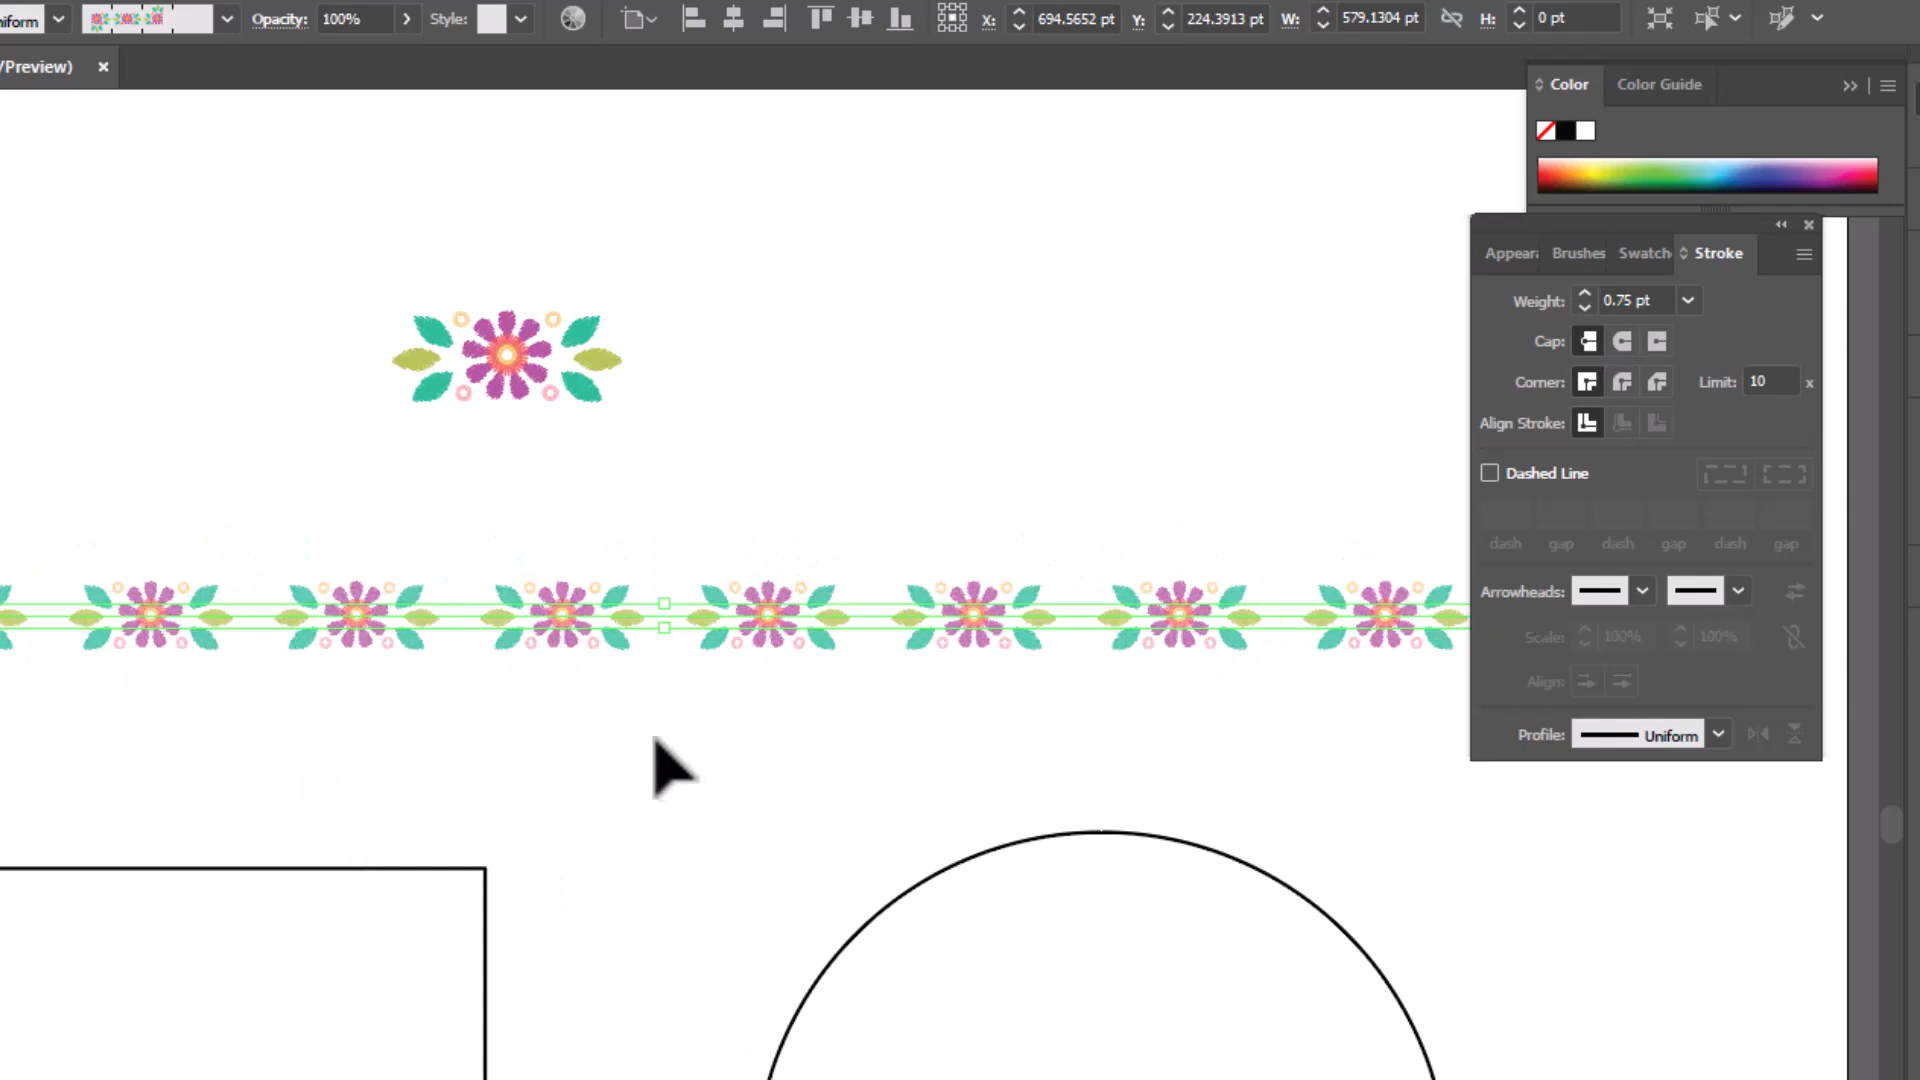 niform Opacity: 100% Style: X: 694.5652 pt Y: 224.3913 pt W: 579.1304 pt H: 0 pt
/Preview) ×
Color Color Guide
Appeara Brushes Swatch Stroke
Weight: 0.75 pt
Cap:
Corner: Limit: 10 x
Align Stroke:
Dashed Line
dash gap dash gap dash gap
Arrowheads:
Scale: 100% 100%
Align:
Profile: Uniform